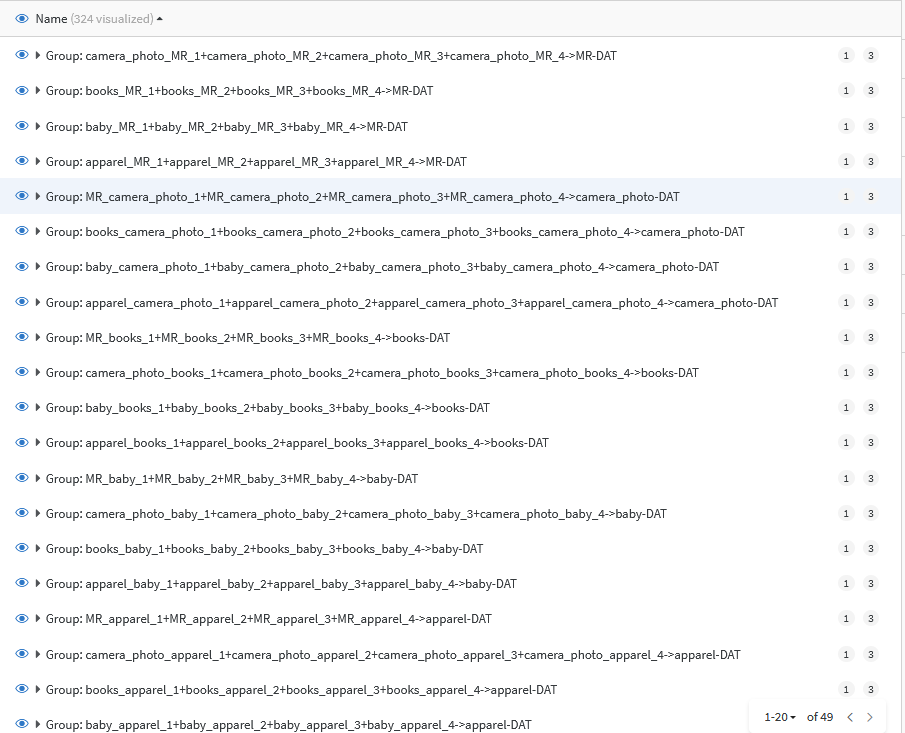 Name (324 visualized)
Group: camera_photo_MR_1+camera_photo_MR_2+camera_photo_MR_3+camera_photo_MR_4->MR-DAT 1 3
Group: books_MR_1+books_MR_2+books_MR_3+books_MR_4->MR-DAT 1 3
Group: baby_MR_1+baby_MR_2+baby_MR_3+baby_MR_4->MR-DAT 1 3
Group: apparel_MR_1+apparel_MR_2+apparel_MR_3+apparel_MR_4->MR-DAT 1 3
Group: MR_camera_photo_1+MR_camera_photo_2+MR_camera_photo_3+MR_camera_photo_4->camera_photo-DAT 1 3
Group: books_camera_photo_1+books_camera_photo_2+books_camera_photo_3+books_camera_photo_4->camera_photo-DAT 1 3
Group: baby_camera_photo_1+baby_camera_photo_2+baby_camera_photo_3+baby_camera_photo_4->camera_photo-DAT 1 3
Group: apparel_camera_photo_1+apparel_camera_photo_2+apparel_camera_photo_3+apparel_camera_photo_4->camera_photo-DAT 1 3
Group: MR_books_1+MR_books_2+MR_books_3+MR_books_4->books-DAT 1 3
Group: camera_photo_books_1+camera_photo_books_2+camera_photo_books_3+camera_photo_books_4->books-DAT 1 3
Group: baby_books_1+baby_books_2+baby_books_3+baby_books_4->books-DAT 1 3
Group: apparel_books_1+apparel_books_2+apparel_books_3+apparel_books_4->books-DAT 1 3
Group: MR_baby_1+MR_baby_2+MR_baby_3+MR_baby_4->baby-DAT 1 3
Group: camera_photo_baby_1+camera_photo_baby_2+camera_photo_baby_3+camera_photo_baby_4->baby-DAT 1 3
Group: books_baby_1+books_baby_2+books_baby_3+books_baby_4->baby-DAT 1 3
Group: apparel_baby_1+apparel_baby_2+apparel_baby_3+apparel_baby_4->baby-DAT 1 3
Group: MR_apparel_1+MR_apparel_2+MR_apparel_3+MR_apparel_4->apparel-DAT 1 3
Group: camera_photo_apparel_1+camera_photo_apparel_2+camera_photo_apparel_3+camera_photo_apparel_4->apparel-DAT 1 3
Group: books_apparel_1+books_apparel_2+books_apparel_3+books_apparel_4->apparel-DAT 1 3
Group: baby_apparel_1+baby_apparel_2+baby_apparel_3+baby_apparel_4->apparel-DAT
1-20 of 49